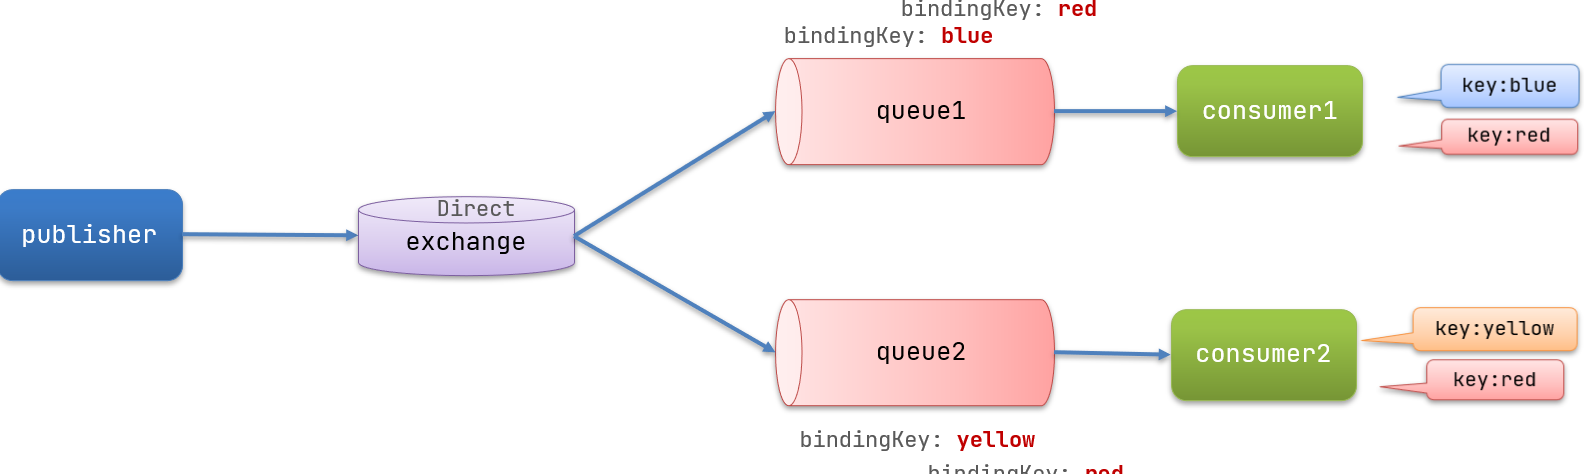 bindingKey: red
bindingKey: blue
queue1
consumer1
key:blue
key:red
publisher
Direct
exchange
queue2
consumer2
key:yellow
key:red
bindingKey: yellow
bindingKey: red